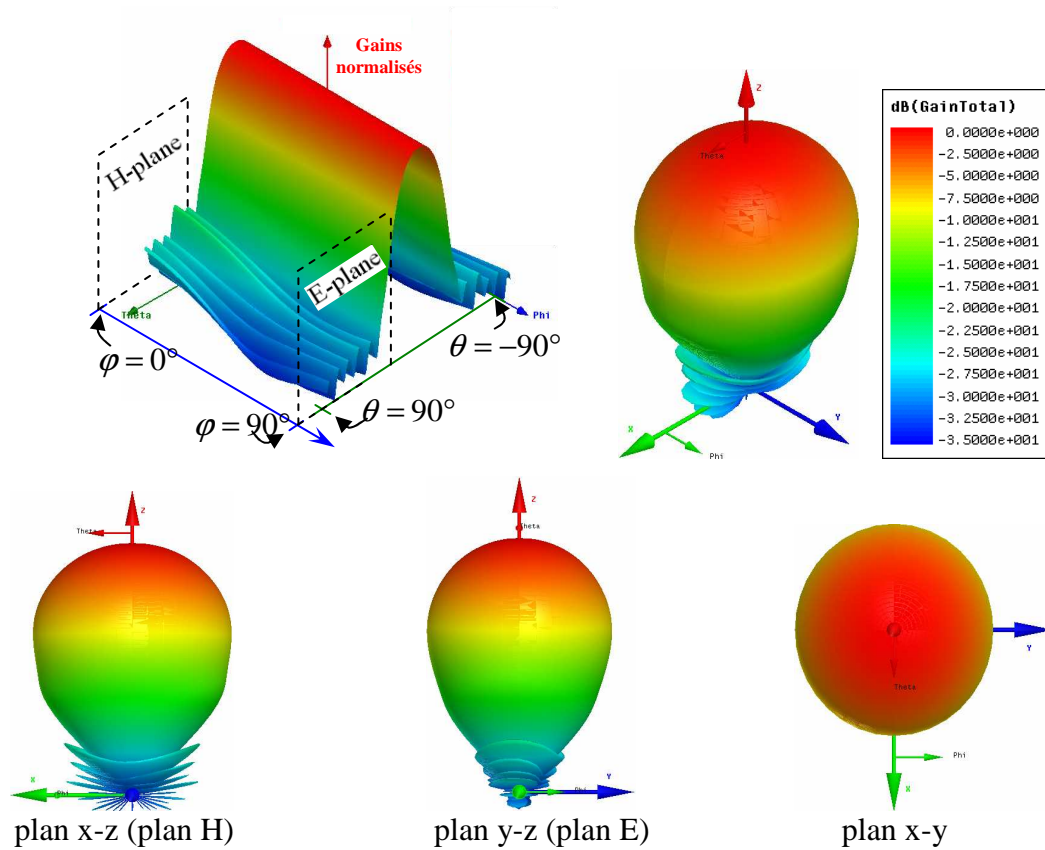 Gains
normalisés
H-plane
E-plane
Theta
Phi
φ = 0°
θ = −90°
φ = 90°
θ = 90°
Z
Theta
X
Y
Phi
dB(GainTotal)
0.0000e+000
-2.5000e+000
-5.0000e+000
-7.5000e+000
-1.0000e+001
-1.2500e+001
-1.5000e+001
-1.7500e+001
-2.0000e+001
-2.2500e+001
-2.5000e+001
-2.7500e+001
-3.0000e+001
-3.2500e+001
-3.5000e+001
Z
Theta
X
Phi
plan x-z (plan H)
Z
Theta
Y
Phi
plan y-z (plan E)
Y
Theta
Phi
X
plan x-y